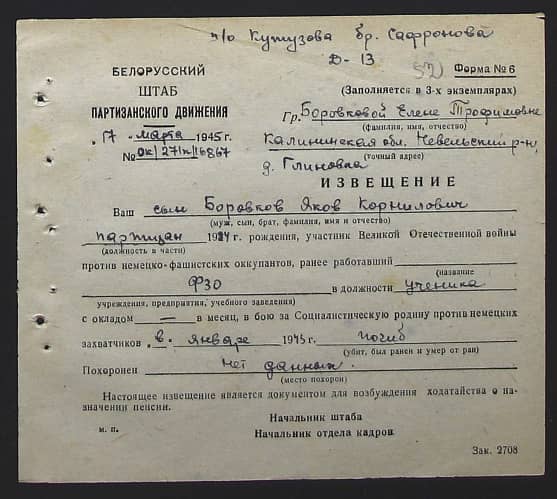 п/о Кутузова бр. Сафронова
Д-13
БЕЛОРУССКИЙ
ШТАБ
ПАРТИЗАНСКОГО ДВИЖЕНИЯ
17 марта 1945 г.
№ ОК/27/х/16867
52
Форма № 6
(Заполняется в 3-х экземплярах)
Гр. Боровковой Елене Трофимовне
(фамилия, имя, отчество)
Калининская обл. Невельский р-н,
(точный адрес)
д. Глиновка
ИЗВЕЩЕНИЕ
Ваш сын Боровков Яков Корнилович
(муж, сын, брат, фамилия, имя и отчество)
партизан 1924 г. рождения, участник Великой Отечественной войны
(должность в части)
против немецко-фашистских оккупантов, ранее работавший
(название
ФЗО в должности ученика
учреждения, предприятия, учебного заведения)
с окладом — в месяц, в бою за Социалистическую родину против немецких
захватчиков „в“ январе 1945 г. погиб
(убит, был ранен и умер от ран)
Похоронен нет данных.
(место похорон)
Настоящее извещение является документом для возбуждения ходатайства о на-
значении пенсии.
Начальник штаба
м. п.
Начальник отдела кадров
Зак. 2708